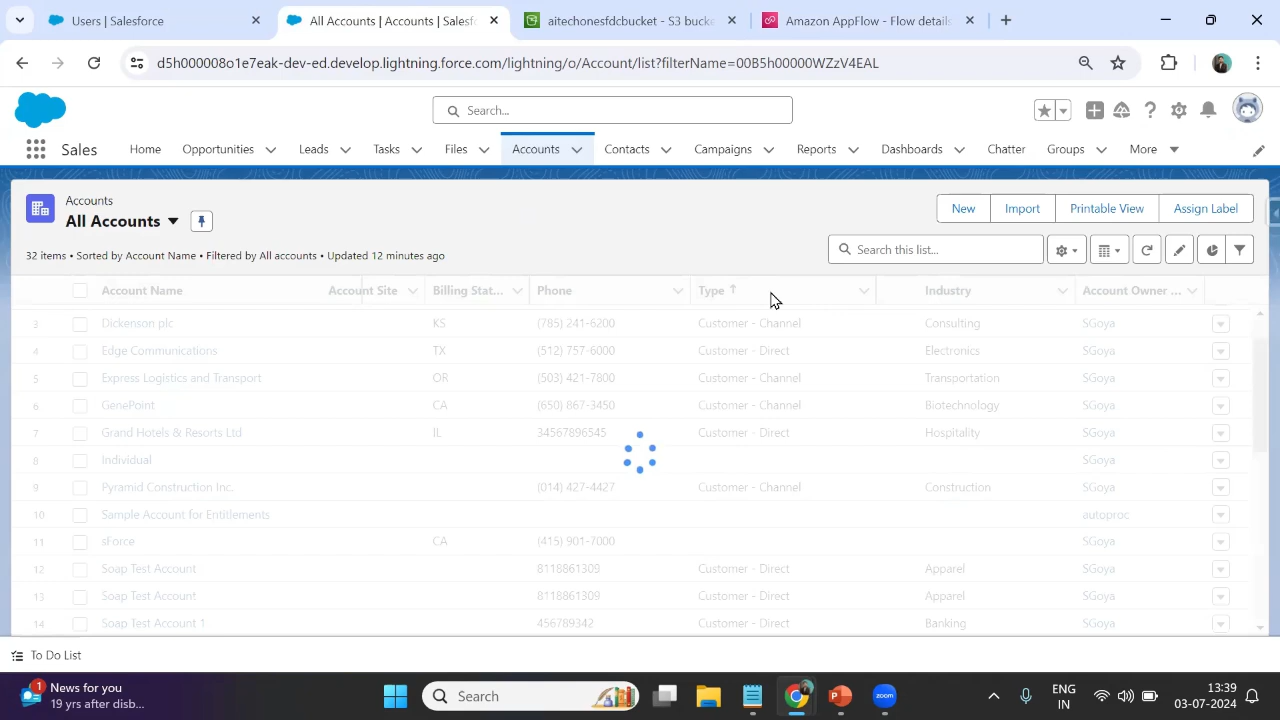 Users | Salesforce
All Accounts | Accounts | Salesf
aitechonesfdcbucket - S3 bucke
Amazon AppFlow - Flow details
d5h000008o1e7eak-dev-ed.develop.lightning.force.com/lightning/o/Account/list?filterName=00B5h00000WZzV4EAL
Search...
Sales
Home
Opportunities
Leads
Tasks
Files
Accounts
Contacts
Campaigns
Reports
Dashboards
Chatter
Groups
More
Accounts
All Accounts
New
Import
Printable View
Assign Label
32 items • Sorted by Account Name • Filtered by All accounts • Updated 12 minutes ago
Search this list...
Account Name Account Site Billing Stat... Phone Type Industry Account Owner ...
3 Dickenson plc KS (785) 241-6200 Customer - Channel Consulting SGoya
4 Edge Communications TX (512) 757-6000 Customer - Direct Electronics SGoya
5 Express Logistics and Transport OR (503) 421-7800 Customer - Channel Transportation SGoya
6 GenePoint CA (650) 867-3450 Customer - Channel Biotechnology SGoya
7 Grand Hotels & Resorts Ltd IL 34567896545 Customer - Direct Hospitality SGoya
8 Individual SGoya
9 Pyramid Construction Inc. (014) 427-4427 Customer - Channel Construction SGoya
10 Sample Account for Entitlements autoproc
11 sForce CA (415) 901-7000 SGoya
12 Soap Test Account 8118861309 Customer - Direct Apparel SGoya
13 Soap Test Account 8118861309 Customer - Direct Apparel SGoya
14 Soap Test Account 1 456789342 Customer - Direct Banking SGoya
To Do List
1
News for you
19 yrs after disb...
Search
zoom
ENG
IN
13:39
03-07-2024